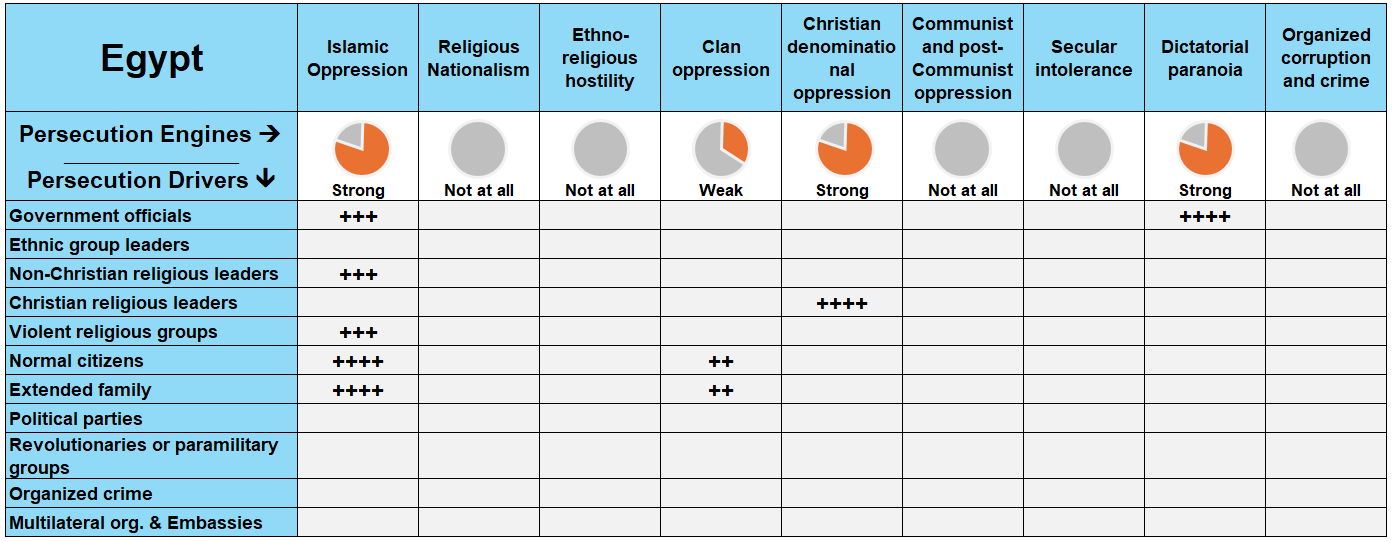 Egypt
Islamic
Oppression
Religious
Nationalism
Ethno-
religious
hostility
Clan
oppression
Christian
denominatio
nal
oppression
Communist
and post-
Communist
oppression
Secular
intolerance
Dictatorial
paranoia
Organized
corruption
and crime
Persecution Engines →
Persecution Drivers ↓
Strong
Not at all
Not at all
Weak
Strong
Not at all
Not at all
Strong
Not at all
Government officials +++ ++++
Ethnic group leaders
Non-Christian religious leaders +++
Christian religious leaders ++++
Violent religious groups +++
Normal citizens ++++ ++
Extended family ++++ ++
Political parties
Revolutionaries or paramilitary
groups
Organized crime
Multilateral org. & Embassies